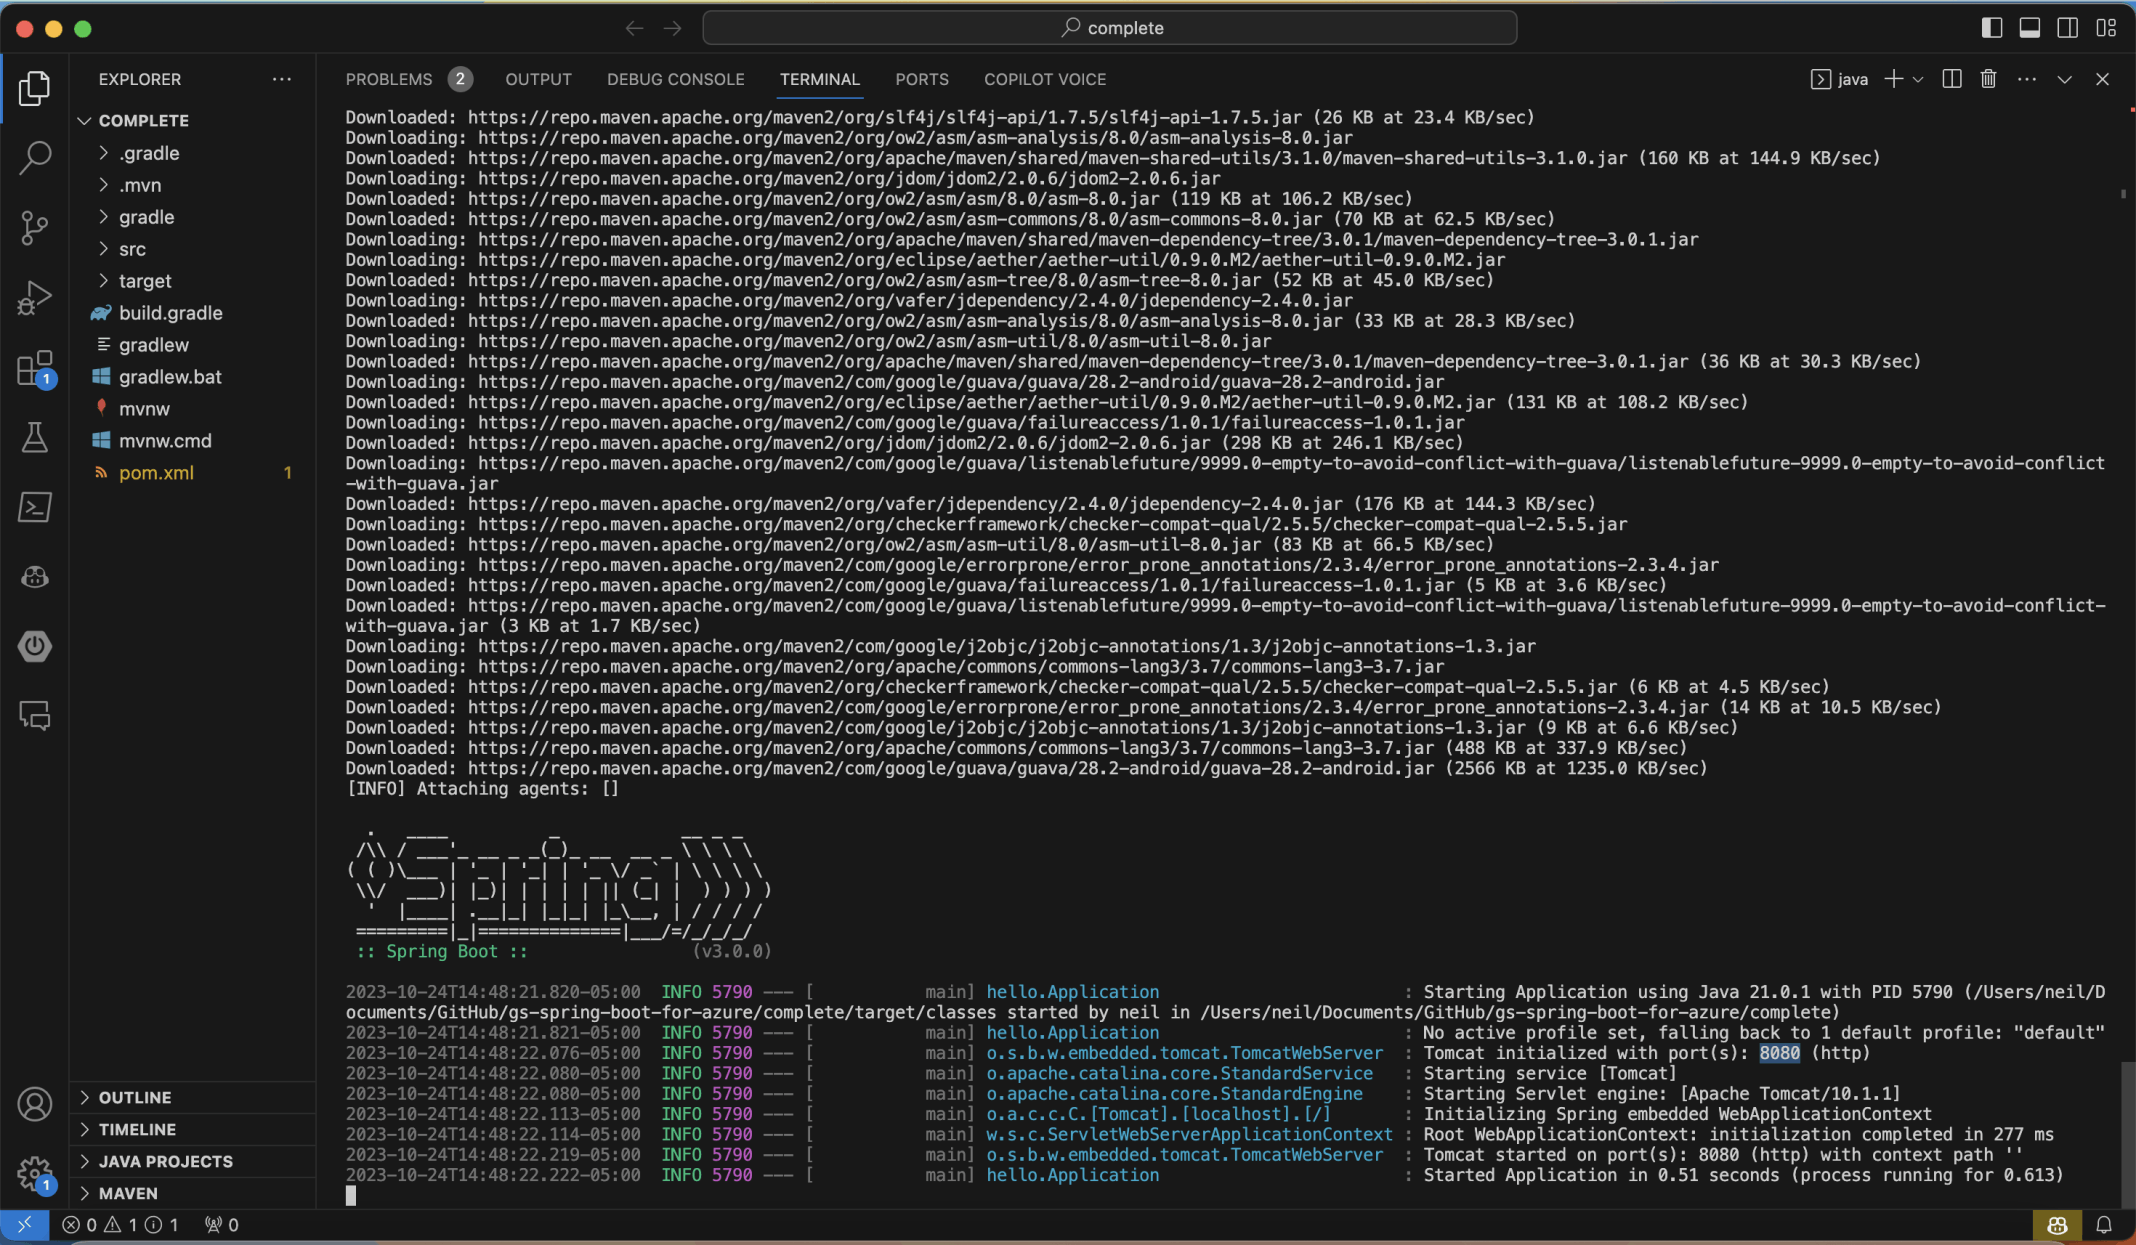 complete
EXPLORER
COMPLETE
.gradle
.mvn
gradle
src
target
build.gradle
gradlew
gradlew.bat
mvnw
mvnw.cmd
pom.xml 1
1
OUTLINE
TIMELINE
JAVA PROJECTS
MAVEN
1
PROBLEMS 2 OUTPUT DEBUG CONSOLE TERMINAL PORTS COPILOT VOICE java
Downloaded: https://repo.maven.apache.org/maven2/org/slf4j/slf4j-api/1.7.5/slf4j-api-1.7.5.jar (26 KB at 23.4 KB/sec)
Downloading: https://repo.maven.apache.org/maven2/org/ow2/asm/asm-analysis/8.0/asm-analysis-8.0.jar
Downloaded: https://repo.maven.apache.org/maven2/org/apache/maven/shared/maven-shared-utils/3.1.0/maven-shared-utils-3.1.0.jar (160 KB at 144.9 KB/sec)
Downloading: https://repo.maven.apache.org/maven2/org/jdom/jdom2/2.0.6/jdom2-2.0.6.jar
Downloaded: https://repo.maven.apache.org/maven2/org/ow2/asm/asm/8.0/asm-8.0.jar (119 KB at 106.2 KB/sec)
Downloaded: https://repo.maven.apache.org/maven2/org/ow2/asm/asm-commons/8.0/asm-commons-8.0.jar (70 KB at 62.5 KB/sec)
Downloading: https://repo.maven.apache.org/maven2/org/apache/maven/shared/maven-dependency-tree/3.0.1/maven-dependency-tree-3.0.1.jar
Downloading: https://repo.maven.apache.org/maven2/org/eclipse/aether/aether-util/0.9.0.M2/aether-util-0.9.0.M2.jar
Downloaded: https://repo.maven.apache.org/maven2/org/ow2/asm/asm-tree/8.0/asm-tree-8.0.jar (52 KB at 45.0 KB/sec)
Downloading: https://repo.maven.apache.org/maven2/org/vafer/jdependency/2.4.0/jdependency-2.4.0.jar
Downloaded: https://repo.maven.apache.org/maven2/org/ow2/asm/asm-analysis/8.0/asm-analysis-8.0.jar (33 KB at 28.3 KB/sec)
Downloading: https://repo.maven.apache.org/maven2/org/ow2/asm/asm-util/8.0/asm-util-8.0.jar
Downloaded: https://repo.maven.apache.org/maven2/org/apache/maven/shared/maven-dependency-tree/3.0.1/maven-dependency-tree-3.0.1.jar (36 KB at 30.3 KB/sec)
Downloading: https://repo.maven.apache.org/maven2/com/google/guava/guava/28.2-android/guava-28.2-android.jar
Downloaded: https://repo.maven.apache.org/maven2/org/eclipse/aether/aether-util/0.9.0.M2/aether-util-0.9.0.M2.jar (131 KB at 108.2 KB/sec)
Downloading: https://repo.maven.apache.org/maven2/com/google/guava/failureaccess/1.0.1/failureaccess-1.0.1.jar
Downloaded: https://repo.maven.apache.org/maven2/org/jdom/jdom2/2.0.6/jdom2-2.0.6.jar (298 KB at 246.1 KB/sec)
Downloading: https://repo.maven.apache.org/maven2/com/google/guava/listenablefuture/9999.0-empty-to-avoid-conflict-with-guava/listenablefuture-9999.0-empty-to-avoid-conflict
-with-guava.jar
Downloaded: https://repo.maven.apache.org/maven2/org/vafer/jdependency/2.4.0/jdependency-2.4.0.jar (176 KB at 144.3 KB/sec)
Downloading: https://repo.maven.apache.org/maven2/org/checkerframework/checker-compat-qual/2.5.5/checker-compat-qual-2.5.5.jar
Downloaded: https://repo.maven.apache.org/maven2/org/ow2/asm/asm-util/8.0/asm-util-8.0.jar (83 KB at 66.5 KB/sec)
Downloading: https://repo.maven.apache.org/maven2/com/google/errorprone/error_prone_annotations/2.3.4/error_prone_annotations-2.3.4.jar
Downloaded: https://repo.maven.apache.org/maven2/com/google/guava/failureaccess/1.0.1/failureaccess-1.0.1.jar (5 KB at 3.6 KB/sec)
Downloaded: https://repo.maven.apache.org/maven2/com/google/guava/listenablefuture/9999.0-empty-to-avoid-conflict-with-guava/listenablefuture-9999.0-empty-to-avoid-conflict-
with-guava.jar (3 KB at 1.7 KB/sec)
Downloading: https://repo.maven.apache.org/maven2/com/google/j2objc/j2objc-annotations/1.3/j2objc-annotations-1.3.jar
Downloading: https://repo.maven.apache.org/maven2/org/apache/commons/commons-lang3/3.7/commons-lang3-3.7.jar
Downloaded: https://repo.maven.apache.org/maven2/org/checkerframework/checker-compat-qual/2.5.5/checker-compat-qual-2.5.5.jar (6 KB at 4.5 KB/sec)
Downloaded: https://repo.maven.apache.org/maven2/com/google/errorprone/error_prone_annotations/2.3.4/error_prone_annotations-2.3.4.jar (14 KB at 10.5 KB/sec)
Downloaded: https://repo.maven.apache.org/maven2/com/google/j2objc/j2objc-annotations/1.3/j2objc-annotations-1.3.jar (9 KB at 6.6 KB/sec)
Downloaded: https://repo.maven.apache.org/maven2/org/apache/commons/commons-lang3/3.7/commons-lang3-3.7.jar (488 KB at 337.9 KB/sec)
Downloaded: https://repo.maven.apache.org/maven2/com/google/guava/guava/28.2-android/guava-28.2-android.jar (2566 KB at 1235.0 KB/sec)
[INFO] Attaching agents: []
Spring
:: Spring Boot :: (v3.0.0)
2023-10-24T14:48:21.820-05:00 INFO 5790 --- [ main] hello.Application : Starting Application using Java 21.0.1 with PID 5790 (/Users/neil/D
ocuments/GitHub/gs-spring-boot-for-azure/complete/target/classes started by neil in /Users/neil/Documents/GitHub/gs-spring-boot-for-azure/complete)
2023-10-24T14:48:21.821-05:00 INFO 5790 --- [ main] hello.Application : No active profile set, falling back to 1 default profile: "default"
2023-10-24T14:48:22.076-05:00 INFO 5790 --- [ main] o.s.b.w.embedded.tomcat.TomcatWebServer : Tomcat initialized with port(s): 8080 (http)
2023-10-24T14:48:22.080-05:00 INFO 5790 --- [ main] o.apache.catalina.core.StandardService : Starting service [Tomcat]
2023-10-24T14:48:22.080-05:00 INFO 5790 --- [ main] o.apache.catalina.core.StandardEngine : Starting Servlet engine: [Apache Tomcat/10.1.1]
2023-10-24T14:48:22.113-05:00 INFO 5790 --- [ main] o.a.c.c.C.[Tomcat].[localhost].[/] : Initializing Spring embedded WebApplicationContext
2023-10-24T14:48:22.114-05:00 INFO 5790 --- [ main] w.s.c.ServletWebServerApplicationContext : Root WebApplicationContext: initialization completed in 277 ms
2023-10-24T14:48:22.219-05:00 INFO 5790 --- [ main] o.s.b.w.embedded.tomcat.TomcatWebServer : Tomcat started on port(s): 8080 (http) with context path ''
2023-10-24T14:48:22.222-05:00 INFO 5790 --- [ main] hello.Application : Started Application in 0.51 seconds (process running for 0.613)
0 1 1 0